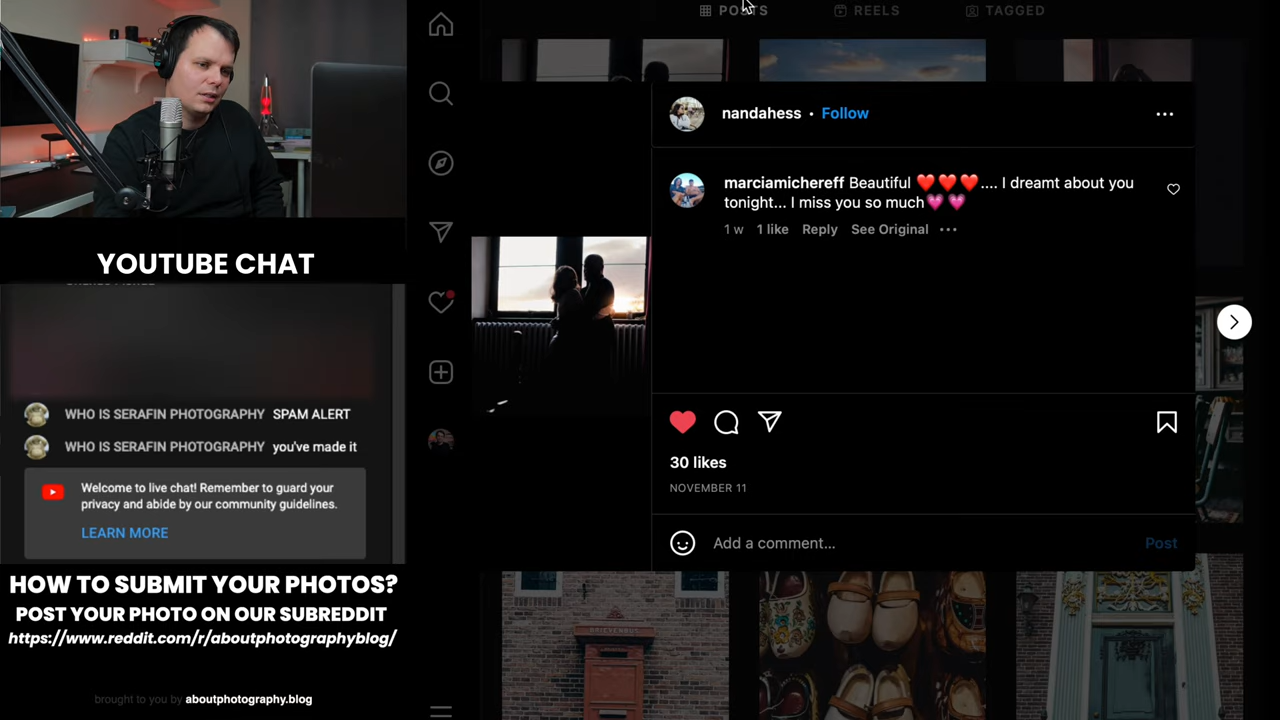 POSTS
REELS
TAGGED
nandahess • Follow
marciamichereff Beautiful ❤️❤️❤️.... I dreamt about you
tonight... I miss you so much💗💗
1 w 1 like Reply See Original
30 likes
NOVEMBER 11
Add a comment...
Post
YOUTUBE CHAT
WHO IS SERAFIN PHOTOGRAPHY SPAM ALERT
WHO IS SERAFIN PHOTOGRAPHY you've made it
Welcome to live chat! Remember to guard your
privacy and abide by our community guidelines.
LEARN MORE
HOW TO SUBMIT YOUR PHOTOS?
POST YOUR PHOTO ON OUR SUBREDDIT
https://www.reddit.com/r/aboutphotographyblog/
brought to you by aboutphotography.blog
BRIEVENBUS